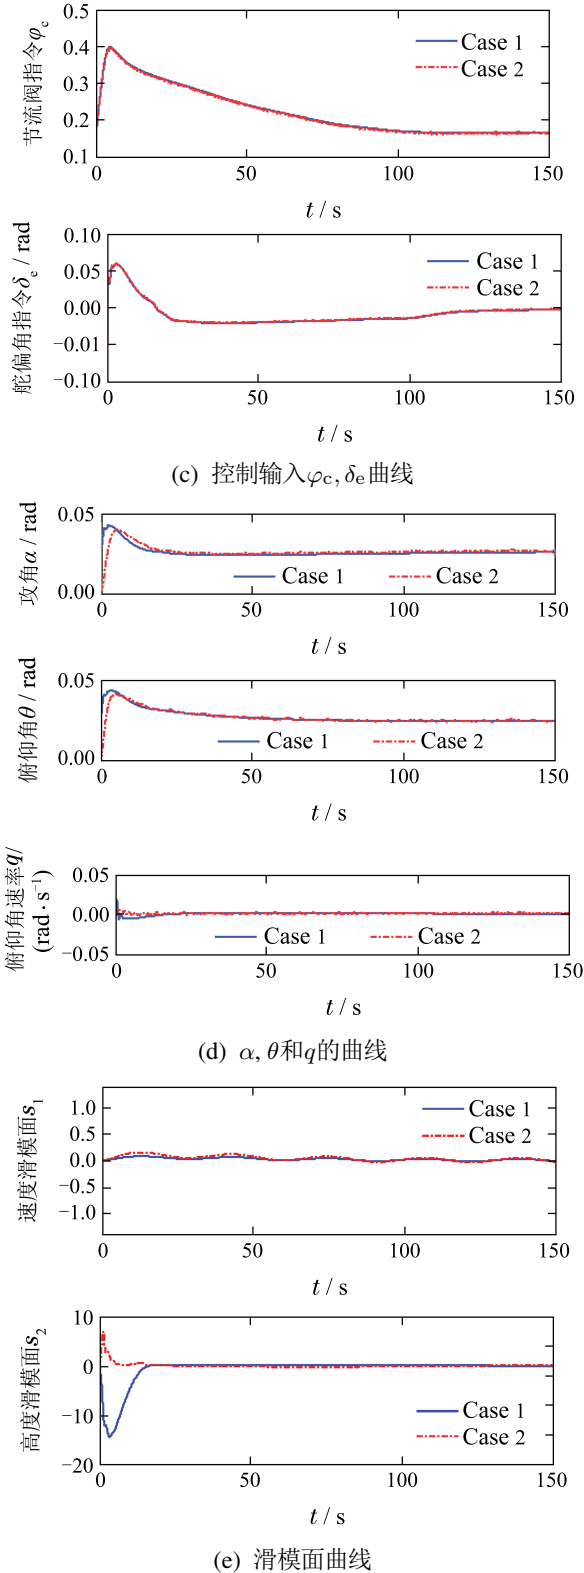 节流阀指令φc
0.5
0.4
0.3
0.2
0.1
Case 1
Case 2
0 50 100 150
t / s
舵偏角指令δe / rad
0.10
0.05
0.00
−0.01
−0.10
Case 1
Case 2
0 50 100 150
t / s
(c) 控制输入φc, δe曲线
攻角α / rad
0.05
0.00
Case 1 Case 2
0 50 100 150
t / s
俯仰角θ / rad
0.05
0.00
Case 1 Case 2
0 50 100 150
t / s
俯仰角速率q/
(rad · s⁻¹)
0.05
0.00
−0.05
Case 1 Case 2
0 50 100 150
t / s
(d) α, θ和q的曲线
速度滑模面s1
1.0
0.5
0.0
−0.5
−1.0
Case 1
Case 2
0 50 100 150
t / s
高度滑模面s2
10
0
−10
−20
Case 1
Case 2
0 50 100 150
t / s
(e) 滑模面曲线